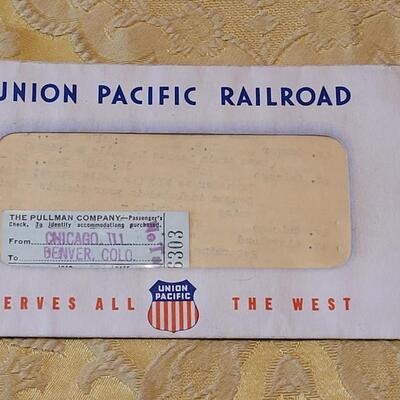 UNION PACIFIC RAILROAD
THE PULLMAN COMPANY—Passenger's
Check. To identify accommodations purchased.
From CHICAGO, ILL.
To DENVER, COLO.
6303
ERVES ALL THE WEST
UNION
PACIFIC